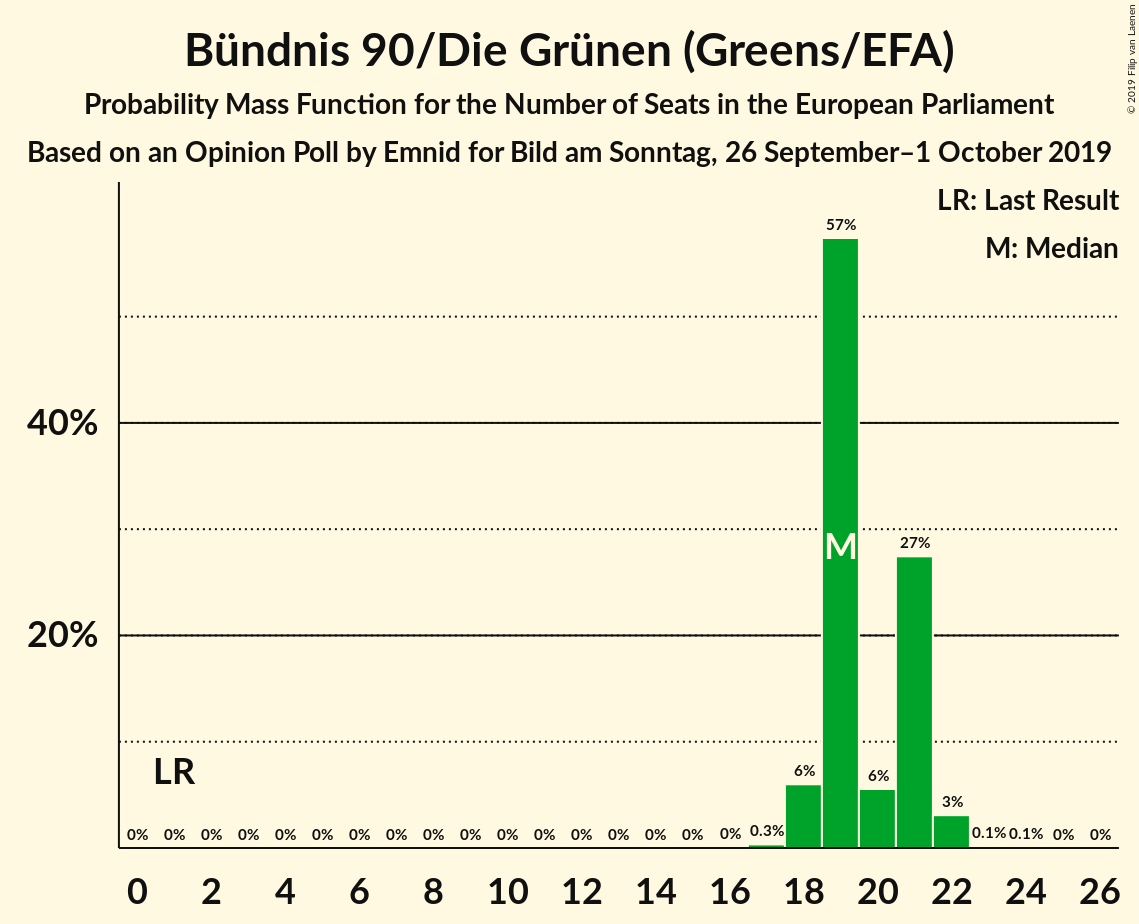 © 2019 Filip van Laenen
Bündnis 90/Die Grünen (Greens/EFA)
Probability Mass Function for the Number of Seats in the European Parliament
Based on an Opinion Poll by Emnid for Bild am Sonntag, 26 September–1 October 2019
LR: Last Result
M: Median
57%
40%
M
27%
20%
LR
6%
6%
3%
0% 0% 0% 0% 0% 0% 0% 0% 0% 0% 0% 0% 0% 0% 0% 0% 0% 0.3% 0.1% 0.1% 0% 0%
0 2 4 6 8 10 12 14 16 18 20 22 24 26